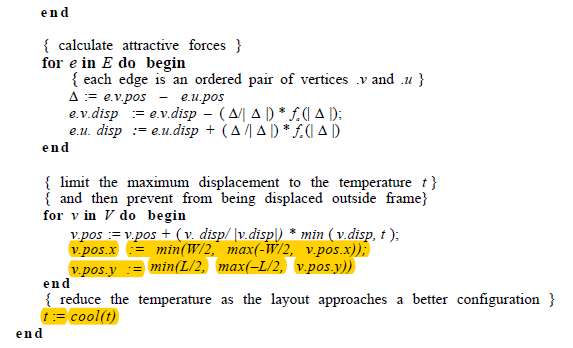 end
{ calculate attractive forces }
for e in E do begin
{ each edge is an ordered pair of vertices .v and .u }
Δ := e.v.pos – e.u.pos
e.v.disp := e.v.disp – ( Δ/| Δ |) * fₐ(| Δ |);
e.u. disp := e.u.disp + ( Δ /| Δ |) * fₐ(| Δ |)
end
{ limit the maximum displacement to the temperature t }
{ and then prevent from being displaced outside frame}
for v in V do begin
v.pos := v.pos + ( v. disp/ |v.disp|) * min ( v.disp, t );
v.pos.x := min(W/2, max(-W/2, v.pos.x));
v.pos.y := min(L/2, max(–L/2, v.pos.y))
end
{ reduce the temperature as the layout approaches a better configuration }
t := cool(t)
end